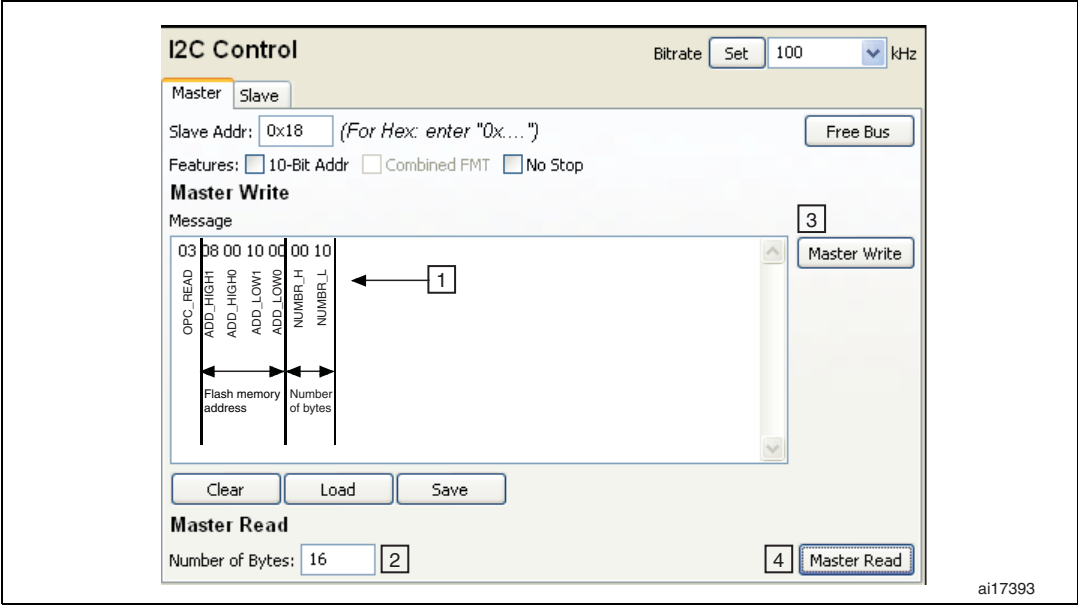 I2C Control
Bitrate Set 100 kHz
Master Slave
Slave Addr: 0x18 (For Hex: enter "0x....") Free Bus
Features: 10-Bit Addr Combined FMT No Stop
Master Write
Message
3
03 08 00 10 00 00 10 Master Write
OPC_READ
ADD_HIGH1
ADD_HIGH0
ADD_LOW1
ADD_LOW0
NUMBR_H
NUMBR_L
1
Flash memory
address
Number
of bytes
Clear Load Save
Master Read
Number of Bytes: 16 2 4 Master Read
ai17393